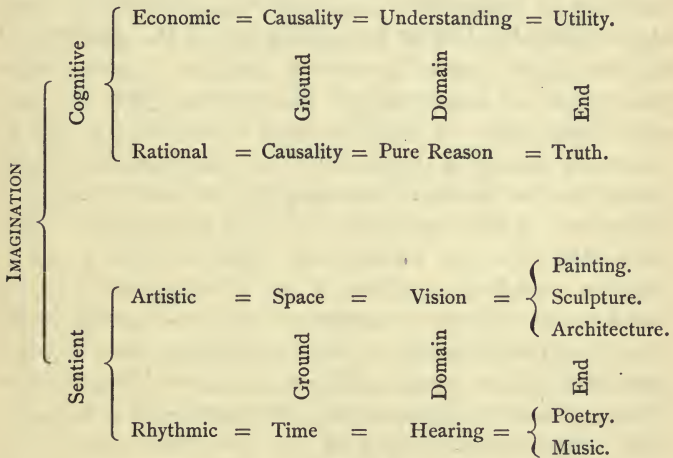 IMAGINATION
Cognitive
Economic = Causality = Understanding = Utility.
Ground Domain End
Rational = Causality = Pure Reason = Truth.
Sentient
Artistic = Space = Vision = Painting.
Sculpture.
Architecture.
Ground Domain End
Rhythmic = Time = Hearing = Poetry.
Music.